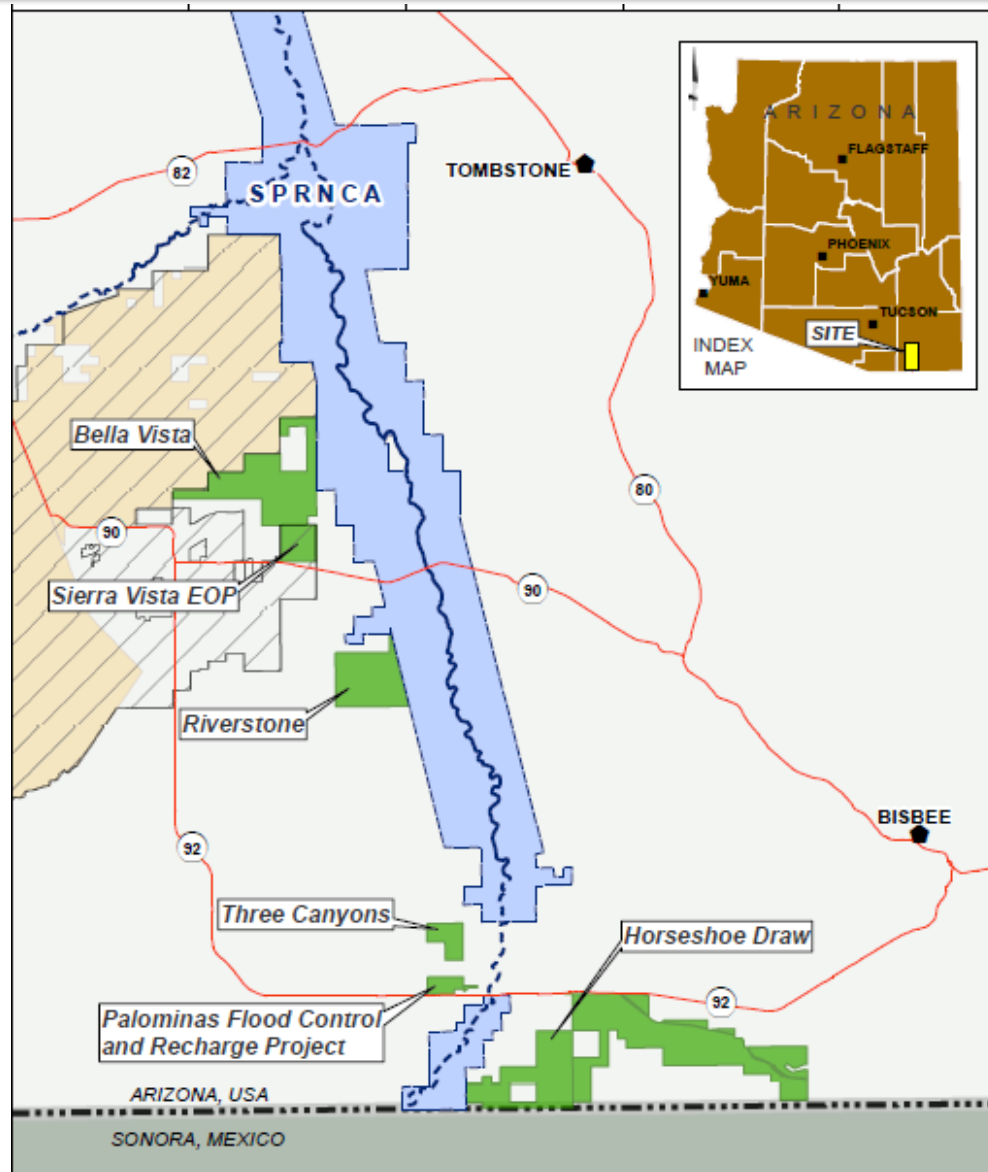 ARIZONA
FLAGSTAFF
PHOENIX
YUMA
TUCSON
SITE
INDEX
MAP
TOMBSTONE
82
SPRNCA
Bella Vista
80
90
Sierra Vista EOP
90
Riverstone
BISBEE
92
Three Canyons
Horseshoe Draw
92
Palominas Flood Control
and Recharge Project
ARIZONA, USA
SONORA, MEXICO